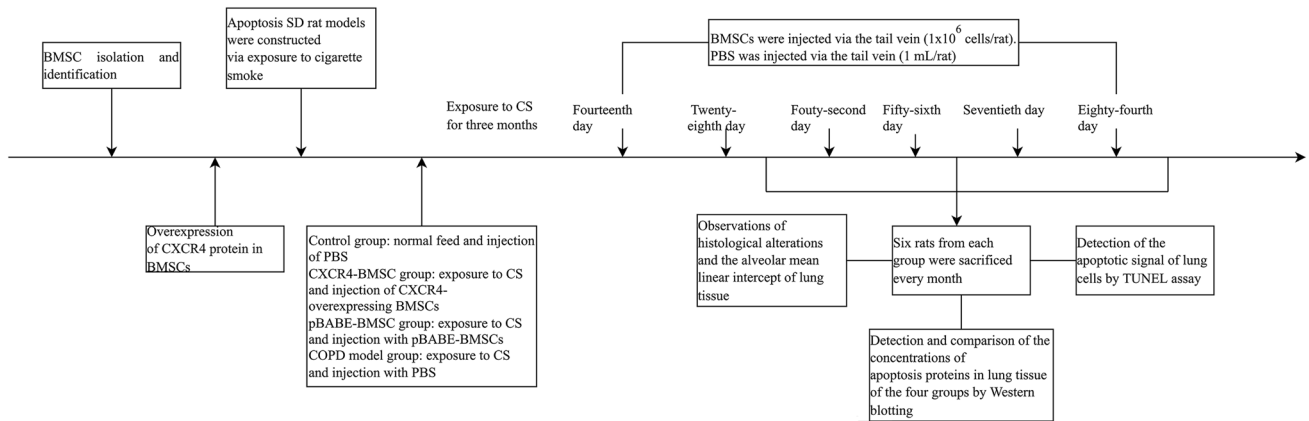 BMSC isolation and
identification
Apoptosis SD rat models
were constructed
via exposure to cigarette
smoke
BMSCs were injected via the tail vein (1x10^6 cells/rat).
PBS was injected via the tail vein (1 mL/rat)
Exposure to CS
for three months
Fourteenth
day
Twenty-
eighth day
Fouty-second
day
Fifty-sixth
day
Seventieth day
Eighty-fourth
day
Overexpression
of CXCR4 protein in
BMSCs
Control group: normal feed and injection
of PBS
CXCR4-BMSC group: exposure to CS
and injection of CXCR4-
overexpressing BMSCs
pBABE-BMSC group: exposure to CS
and injection with pBABE-BMSCs
COPD model group: exposure to CS
and injection with PBS
Observations of
histological alterations
and the alveolar mean
linear intercept of lung
tissue
Six rats from each
group were sacrificed
every month
Detection of the
apoptotic signal of lung
cells by TUNEL assay
Detection and comparison of the
concentrations of
apoptosis proteins in lung tissue
of the four groups by Western
blotting